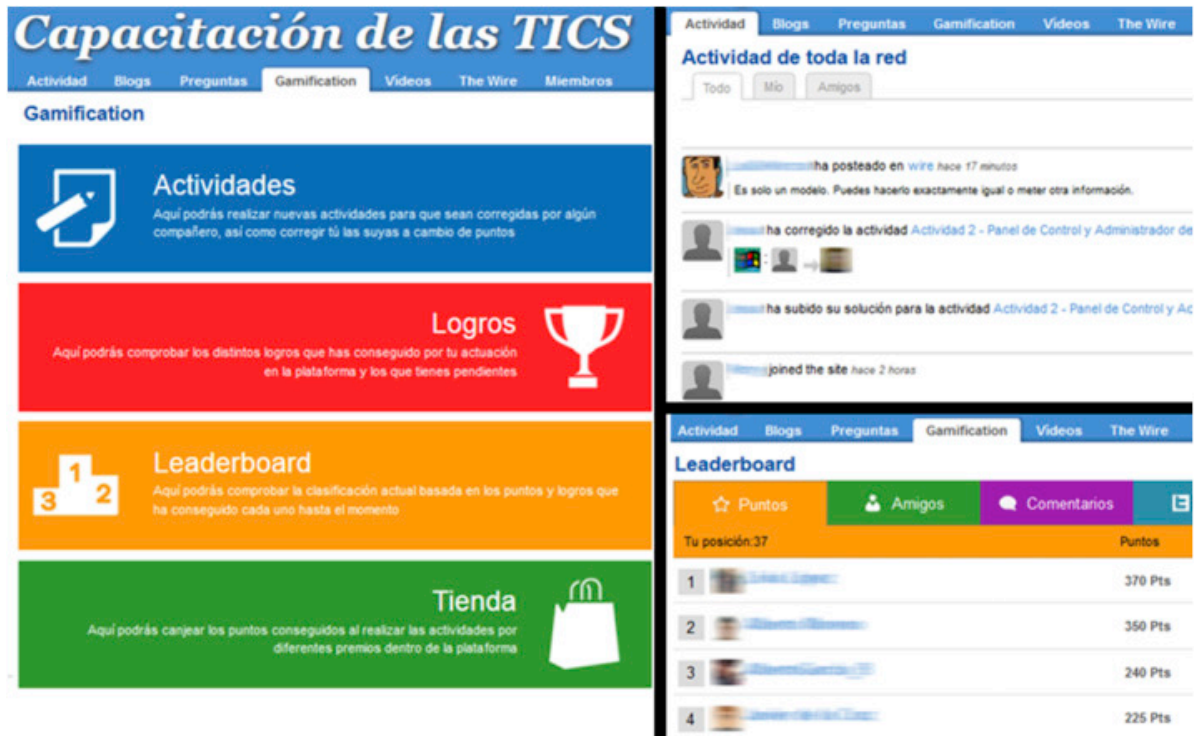 Capacitación de las TICS
Actividad Blogs Preguntas Gamification Videos The Wire Miembros
Gamification
Actividades
Aquí podrás realizar nuevas actividades para que sean corregidas por algún
compañero, así como corregir tú las suyas a cambio de puntos
Logros
Aquí podrás comprobar los distintos logros que has conseguido por tu actuación
en la plataforma y los que tienes pendientes
1
2
3
Leaderboard
Aquí podrás comprobar la clasificación actual basada en los puntos y logros que
ha conseguido cada uno hasta el momento
Tienda
Aquí podrás canjear los puntos conseguidos al realizar las actividades por
diferentes premios dentro de la plataforma
Actividad Blogs Preguntas Gamification Videos The Wire
Actividad de toda la red
Todo Mío Amigos
ha posteado en wire hace 17 minutos
Es solo un modelo. Puedes hacerlo exactamente igual o meter otra información.
ha corregido la actividad Actividad 2 - Panel de Control y Administrador de
ha subido su solución para la actividad Actividad 2 - Panel de Control y Ad
joined the site hace 2 horas
Actividad Blogs Preguntas Gamification Videos The Wire
Leaderboard
Puntos Amigos Comentarios
Tu posición:37 Puntos
1 370 Pts
2 350 Pts
3 240 Pts
4 225 Pts